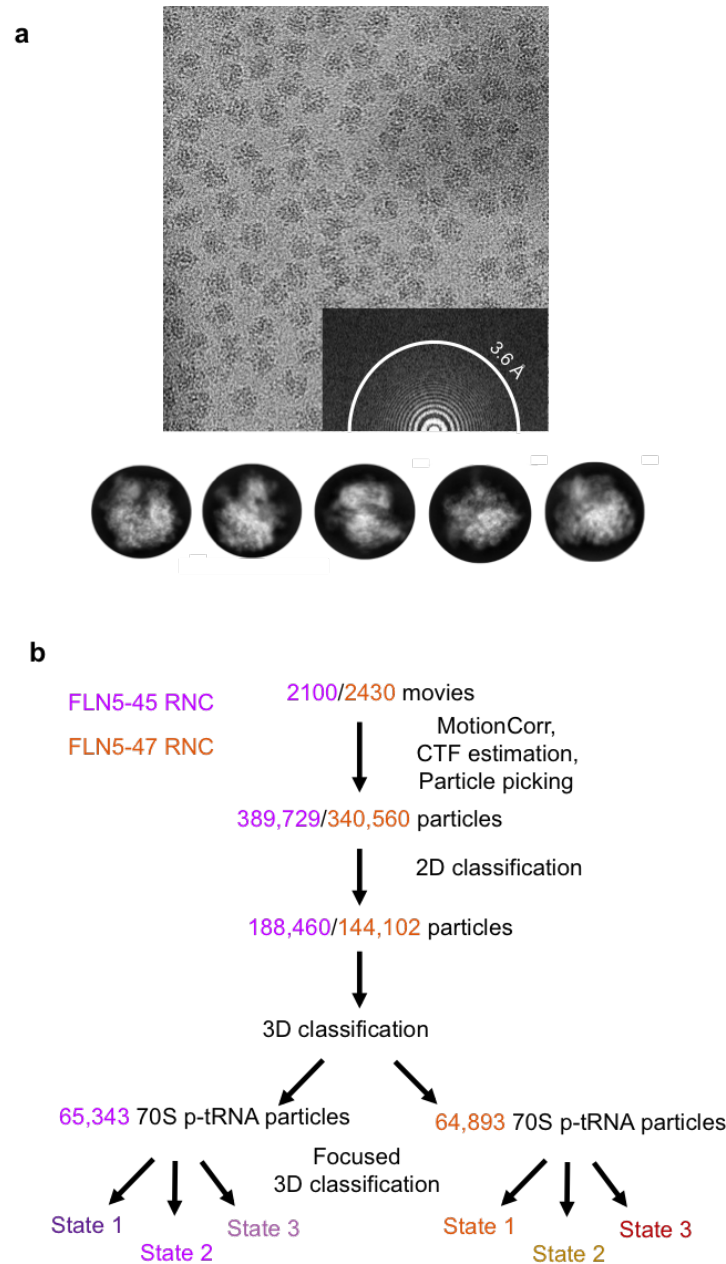 a
3.6 Å
b
FLN5-45 RNC
FLN5-47 RNC
2100/2430 movies
MotionCorr,
CTF estimation,
Particle picking
389,729/340,560 particles
2D classification
188,460/144,102 particles
3D classification
65,343 70S p-tRNA particles
64,893 70S p-tRNA particles
Focused
3D classification
State 1
State 2
State 3
State 1
State 2
State 3